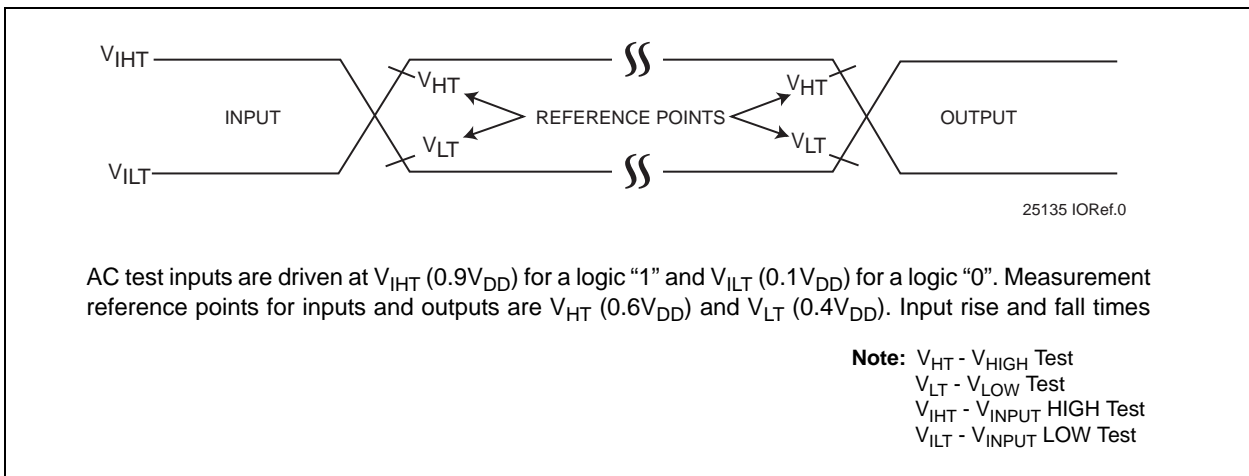 VIHT
VHT
VHT
INPUT
REFERENCE POINTS
OUTPUT
VLT
VLT
VILT
25135 IORef.0
AC test inputs are driven at VIHT (0.9VDD) for a logic “1” and VILT (0.1VDD) for a logic “0”. Measurement
reference points for inputs and outputs are VHT (0.6VDD) and VLT (0.4VDD). Input rise and fall times
Note: VHT - VHIGH Test
VLT - VLOW Test
VIHT - VINPUT HIGH Test
VILT - VINPUT LOW Test